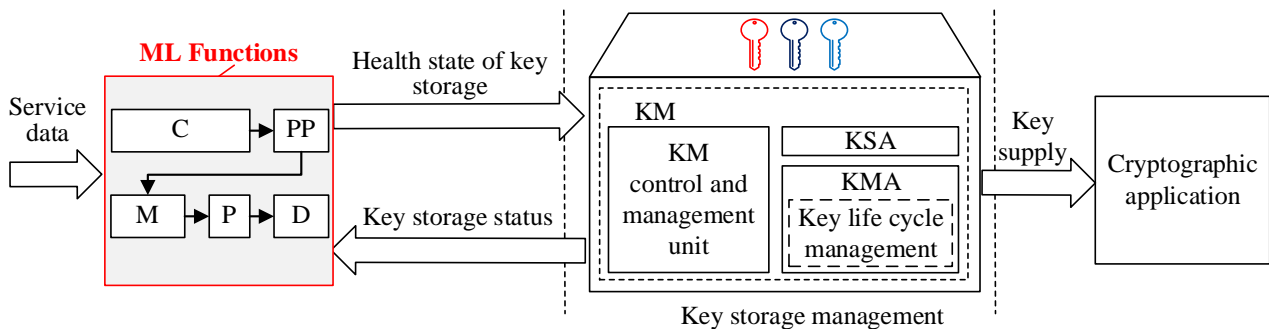 ML Functions
Service
data
C
PP
M
P
D
Health state of key
storage
Key storage status
KM
KM
control and
management
unit
KSA
KMA
Key life cycle
management
Key storage management
Key
supply
Cryptographic
application